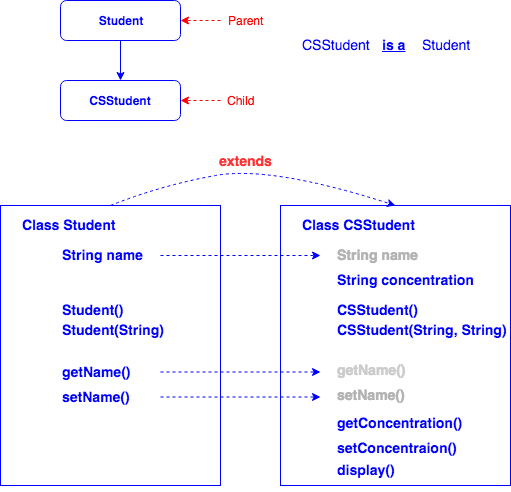 Student
Parent
CSStudent is a Student
CSStudent
Child
extends
Class Student
String name
Student()
Student(String)
getName()
setName()
Class CSStudent
String name
String concentration
CSStudent()
CSStudent(String, String)
getName()
setName()
getConcentration()
setConcentraion()
display()